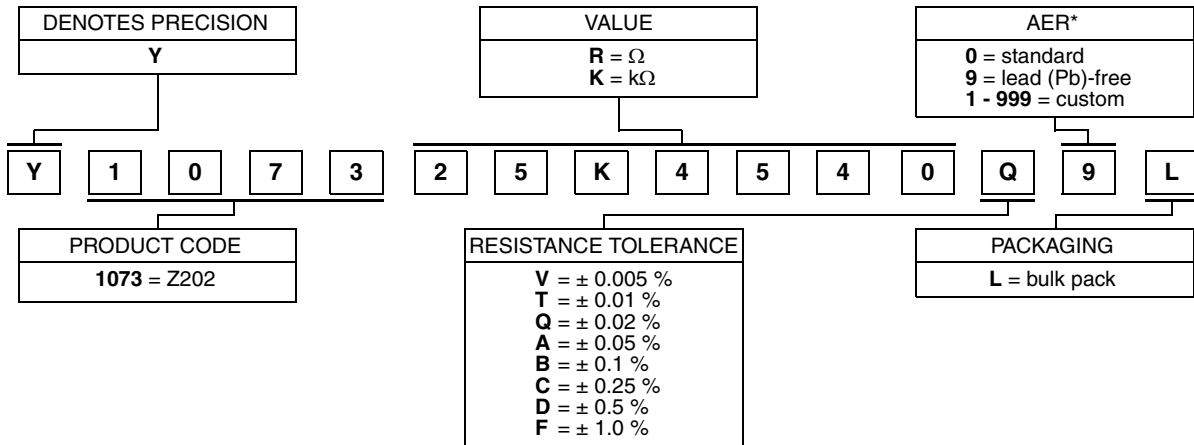 DENOTES PRECISION
Y
VALUE
R = Ω
K = kΩ
AER*
0 = standard
9 = lead (Pb)-free
1 - 999 = custom
Y 1 0 7 3 2 5 K 4 5 4 0 Q 9 L
PRODUCT CODE
1073 = Z202
RESISTANCE TOLERANCE
V = ± 0.005 %
T = ± 0.01 %
Q = ± 0.02 %
A = ± 0.05 %
B = ± 0.1 %
C = ± 0.25 %
D = ± 0.5 %
F = ± 1.0 %
PACKAGING
L = bulk pack